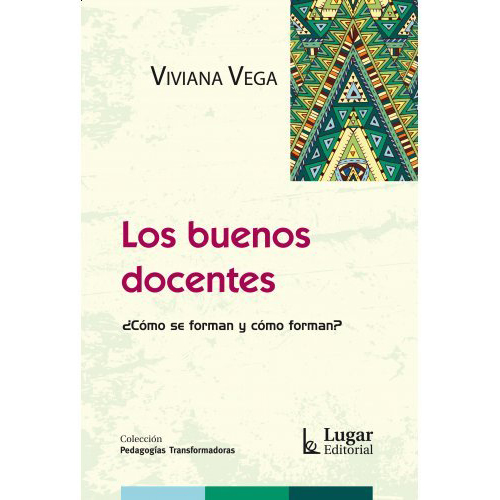 VIVIANA VEGA
Los buenos
docentes
¿Cómo se forman y cómo forman?
Colección
Pedagogías Transformadoras
Lugar
Editorial